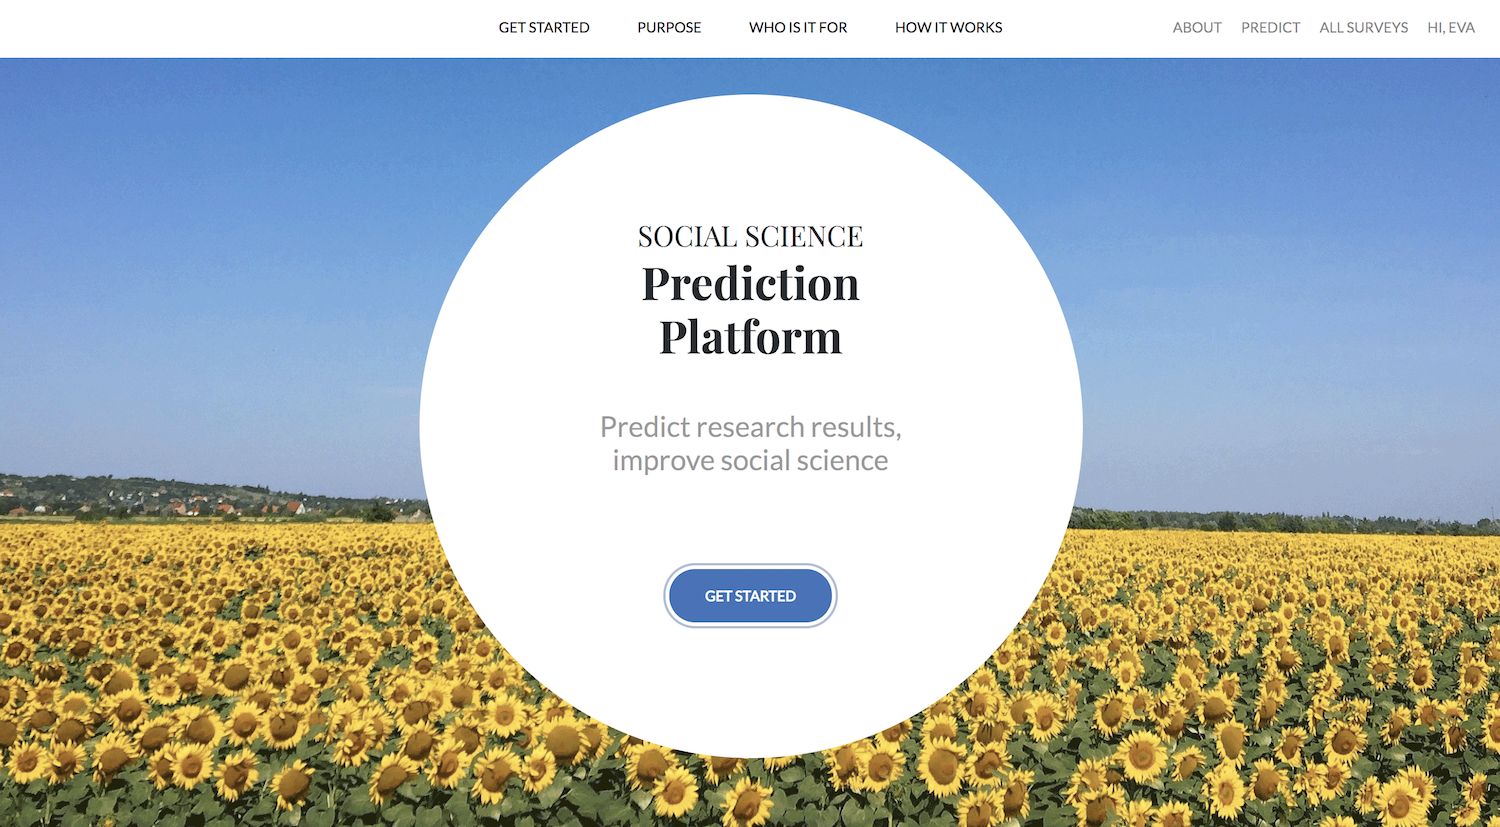 GET STARTED PURPOSE WHO IS IT FOR HOW IT WORKS ABOUT PREDICT ALL SURVEYS HI, EVA
SOCIAL SCIENCE
Prediction
Platform
Predict research results,
improve social science
GET STARTED